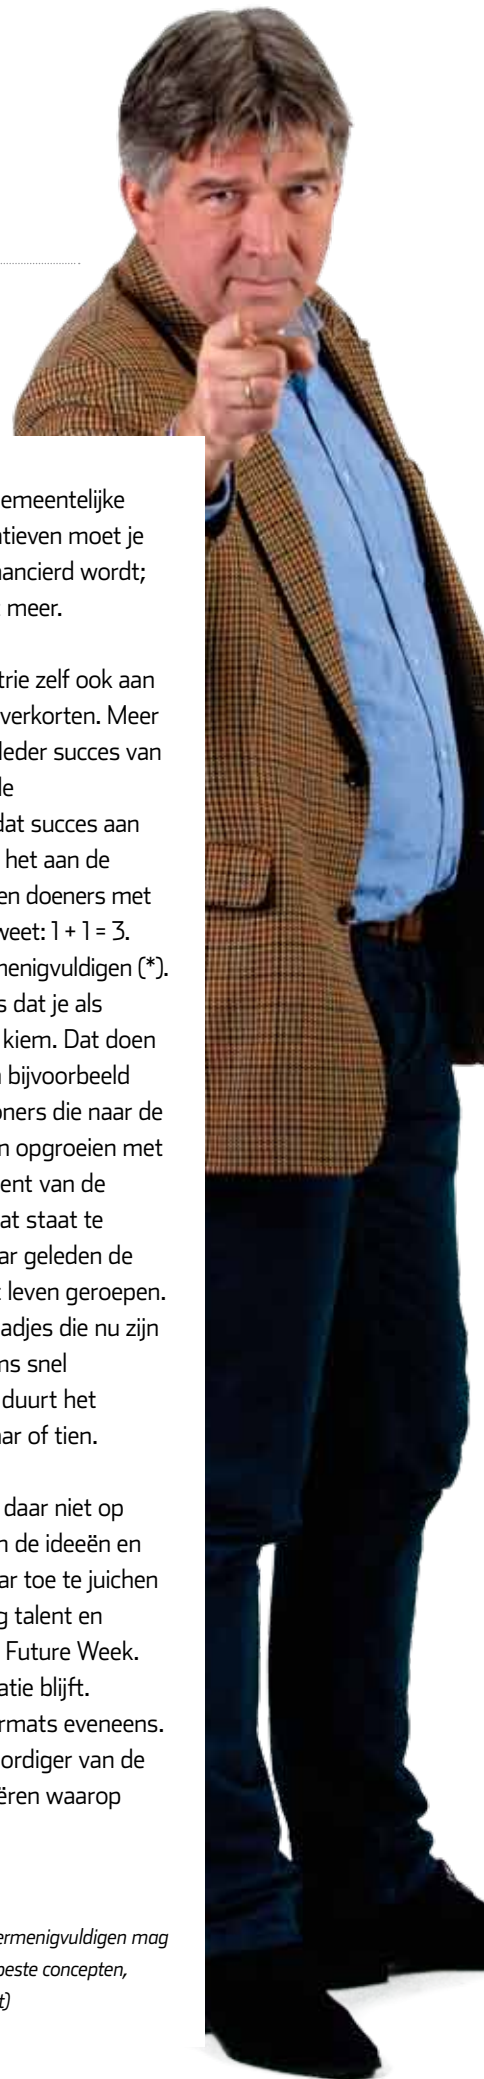 emeentelijke
tieven moet je
nancierd wordt;
meer.
trie zelf ook aan
verkorten. Meer
Ieder succes van
le
dat succes aan
het aan de
en doeners met
weet: 1 + 1 = 3.
menigvuldigen (*).
s dat je als
kiem. Dat doen
bijvoorbeeld
oners die naar de
n opgroeien met
ent van de
at staat te
ar geleden de
leven geroepen.
adjes die nu zijn
ns snel
duurt het
ar of tien.
daar niet op
n de ideeën en
ar toe te juichen
g talent en
Future Week.
atie blijft.
rmats eveneens.
ordiger van de
ëren waarop
ermenigvuldigen mag
beste concepten,
t)